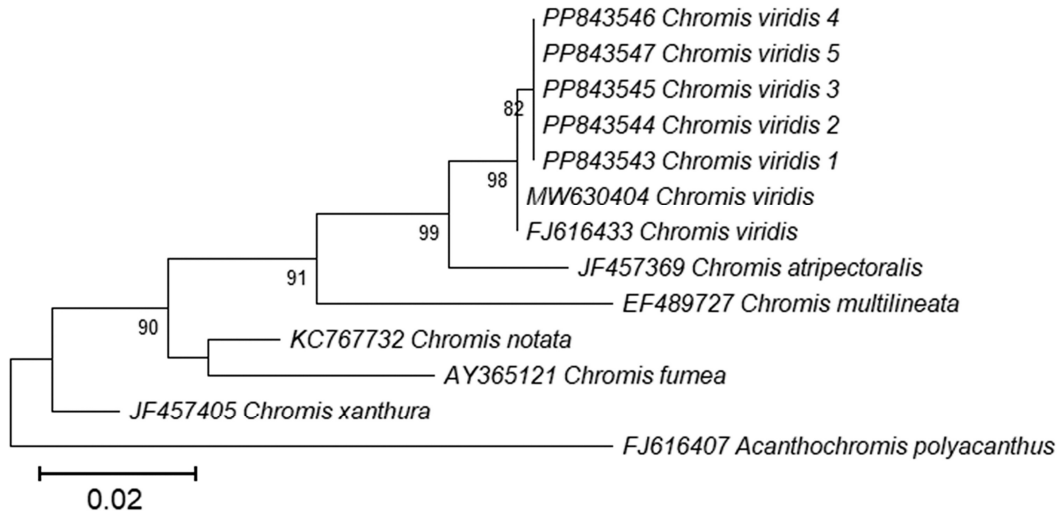 PP843546 Chromis viridis 4
PP843547 Chromis viridis 5
PP843545 Chromis viridis 3
82
PP843544 Chromis viridis 2
PP843543 Chromis viridis 1
98
MW630404 Chromis viridis
FJ616433 Chromis viridis
99
JF457369 Chromis atripectoralis
91
EF489727 Chromis multilineata
90
KC767732 Chromis notata
AY365121 Chromis fumea
JF457405 Chromis xanthura
FJ616407 Acanthochromis polyacanthus
0.02